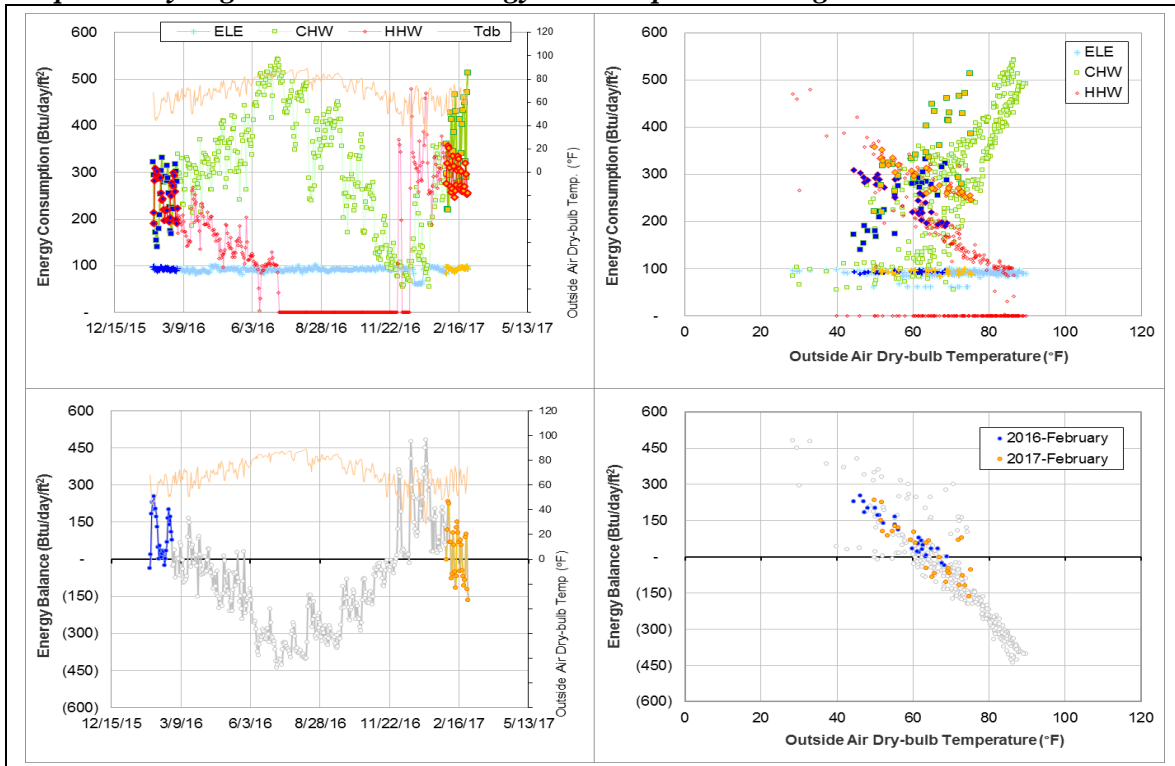 ELE CHW HHW Tdb
600
500
400
300
200
100
-
Energy Consumption (Btu/day/ft²)
120
100
80
60
40
20
0
Outside Air Dry-bulb Temp. (°F)
12/15/15 3/9/16 6/3/16 8/28/16 11/22/16 2/16/17 5/13/17
ELE
CHW
HHW
600
500
400
300
200
100
-
Energy Consumption (Btu/day/ft²)
0 20 40 60 80 100 120
Outside Air Dry-bulb Temperature (°F)
600
450
300
150
-
(150)
(300)
(450)
(600)
Energy Balance (Btu/day/ft²)
120
100
80
60
40
20
0
Outside Air Dry-bulb Temp (°F)
12/15/15 3/9/16 6/3/16 8/28/16 11/22/16 2/16/17 5/13/17
2016-February
2017-February
600
450
300
150
-
(150)
(300)
(450)
(600)
Energy Balance (Btu/day/ft²)
0 20 40 60 80 100 120
Outside Air Dry-bulb Temperature (°F)